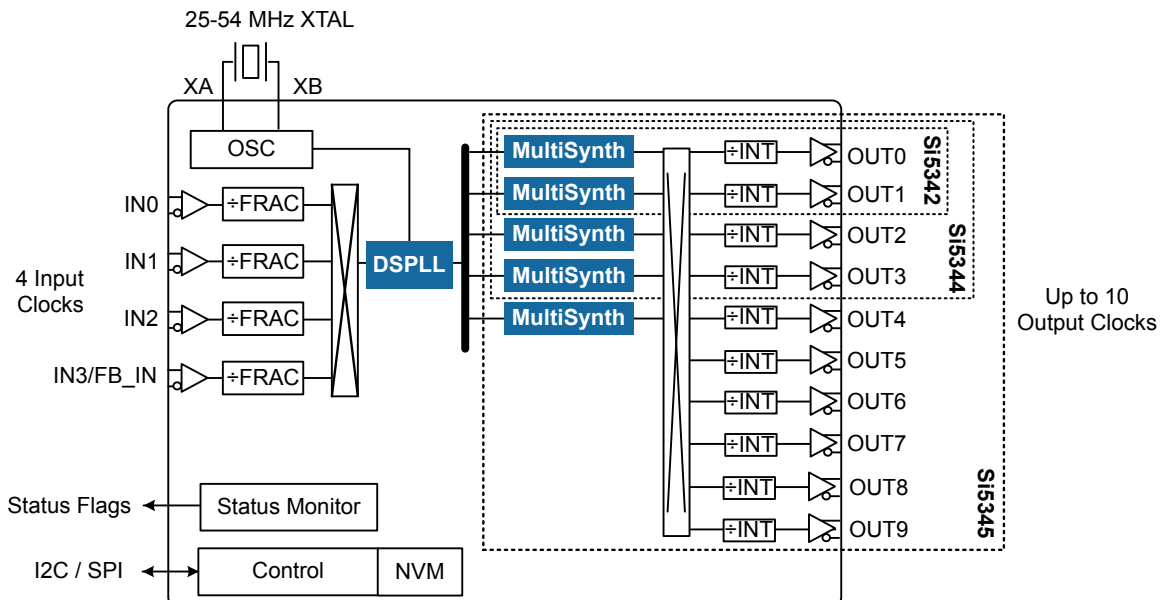 25-54 MHz XTAL
XA
XB
OSC
IN0
÷FRAC
IN1
÷FRAC
4 Input
Clocks
IN2
÷FRAC
IN3/FB_IN
÷FRAC
DSPLL
MultiSynth
MultiSynth
MultiSynth
MultiSynth
MultiSynth
÷INT
OUT0
÷INT
OUT1
÷INT
OUT2
÷INT
OUT3
÷INT
OUT4
÷INT
OUT5
÷INT
OUT6
÷INT
OUT7
÷INT
OUT8
÷INT
OUT9
Si5342
Si5344
Si5345
Up to 10
Output Clocks
Status Flags
Status Monitor
I2C / SPI
Control
NVM